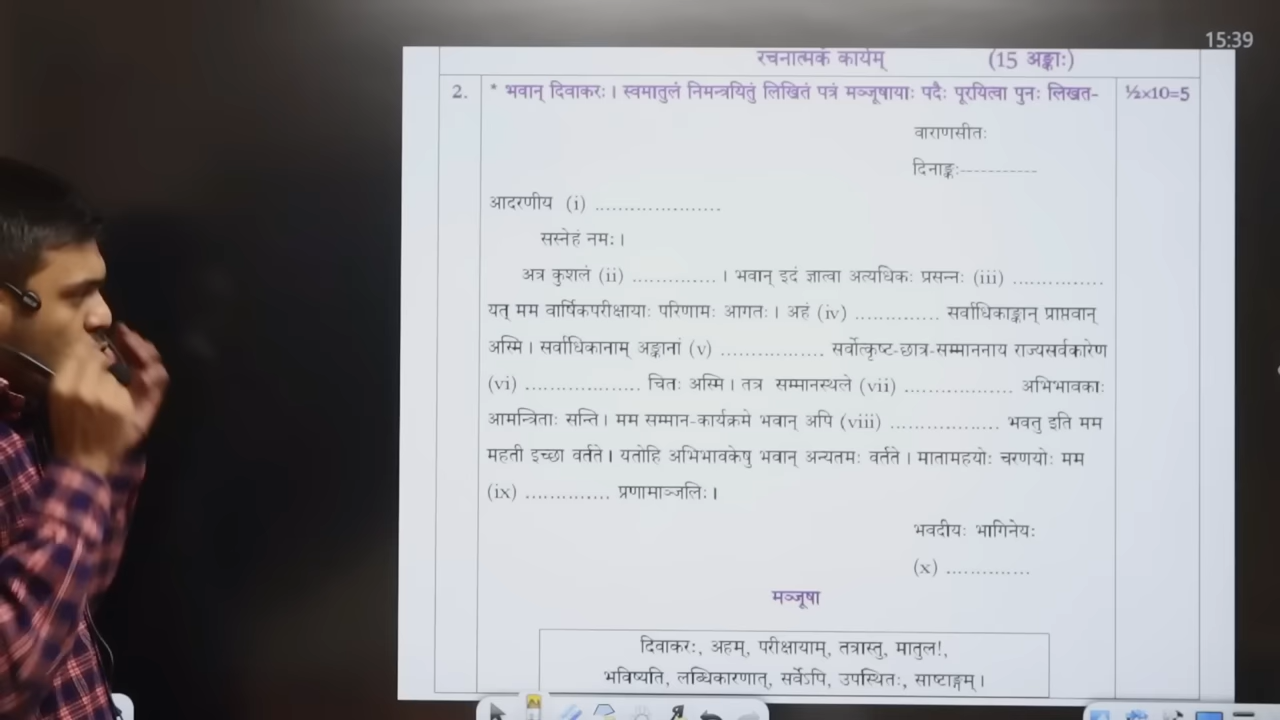 15:39
रचनात्मकं कार्यम् (15 अङ्काः)
2. * भवान् दिवाकरः । स्वमातुलं निमन्त्रयितुं लिखितं पत्रं मञ्जूषायाः पदैः पूरयित्वा पुनः लिखत- ½x10=5
वाराणसीतः
दिनाङ्कः-----------
आदरणीय (i) .....................
सस्नेहं नमः ।
अत्र कुशलं (ii) .............. । भवान् इदं ज्ञात्वा अत्यधिकः प्रसन्नः (iii) ...............
यत् मम वार्षिकपरीक्षायाः परिणामः आगतः । अहं (iv) .............. सर्वाधिकाङ्कान् प्राप्तवान्
अस्मि । सर्वाधिकानाम् अङ्कानां (v) ................. सर्वोत्कृष्ट-छात्र-सम्माननाय राज्यसर्वकारेण
(vi) ................... चितः अस्मि । तत्र सम्मानस्थले (vii) .................. अभिभावकाः
आमन्त्रिताः सन्ति । मम सम्मान-कार्यक्रमे भवान् अपि (viii) .................. भवतु इति मम
महती इच्छा वर्तते । यतोहि अभिभावकेषु भवान् अन्यतमः वर्तते । मातामहयोः चरणयोः मम
(ix) .............. प्रणामाञ्जलिः ।
भवदीयः भागिनेयः
(x) ..............
मञ्जूषा
दिवाकरः, अहम्, परीक्षायाम्, तत्रास्तु, मातुल!,
भविष्यति, लब्धिकारणात्, सर्वेऽपि, उपस्थितः, साष्टाङ्गम् ।